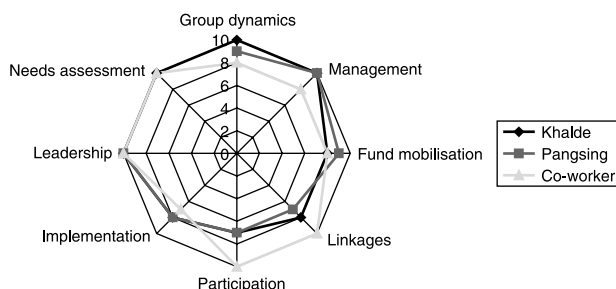 Group dynamics
10
8
6
4
2
0
Needs assessment
Management
Leadership
Fund mobilisation
Implementation
Linkages
Participation
Khalde
Pangsing
Co-worker